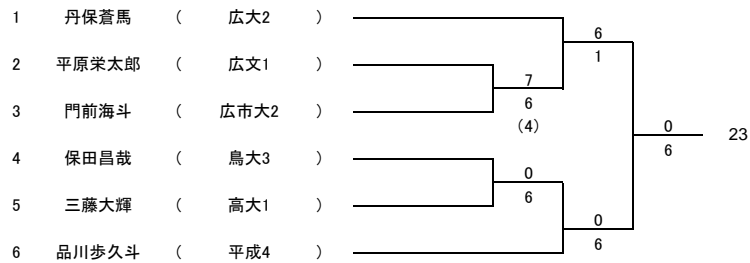 1 丹保蒼馬 ( 広大2 )
6
2 平原栄太郎 ( 広文1 )
1
7
3 門前海斗 ( 広市大2 )
6
(4)
0
23
6
4 保田昌哉 ( 鳥大3 )
0
5 三藤大輝 ( 高大1 )
6
0
6
6 品川歩久斗 ( 平成4 )